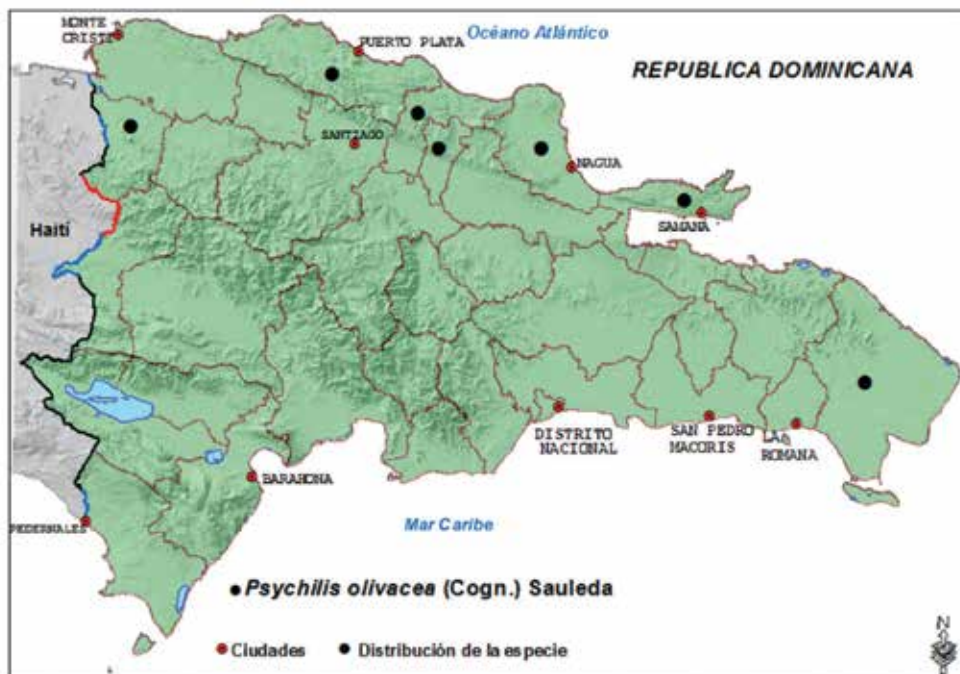 MONTE
CRISTI
PUERTO PLATA
Océano Atlántico
REPUBLICA DOMINICANA
SANTIAGO
NAGUA
SAMANA
Haití
DISTRITO
NACIONAL
SAN PEDRO
MACORIS
LA
ROMANA
BARAHONA
PEDERNALES
Mar Caribe
Psychilis olivacea (Cogn.) Sauleda
Ciudades
Distribución de la especie
N